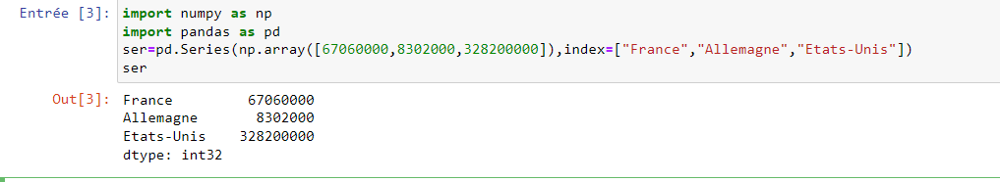 Entrée [3]: import numpy as np
import pandas as pd
ser=pd.Series(np.array([67060000,8302000,328200000]),index=["France","Allemagne","Etats-Unis"])
ser
Out[3]: France 67060000
Allemagne 8302000
Etats-Unis 328200000
dtype: int32